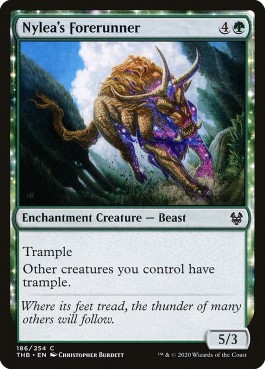 Nylea's Forerunner 4
Enchantment Creature — Beast
Trample
Other creatures you control have
trample.
Where its feet tread, the thunder of many
others will follow.
5/3
186/254 C
THB • EN Christopher Burdett ™ & © 2020 Wizards of the Coast